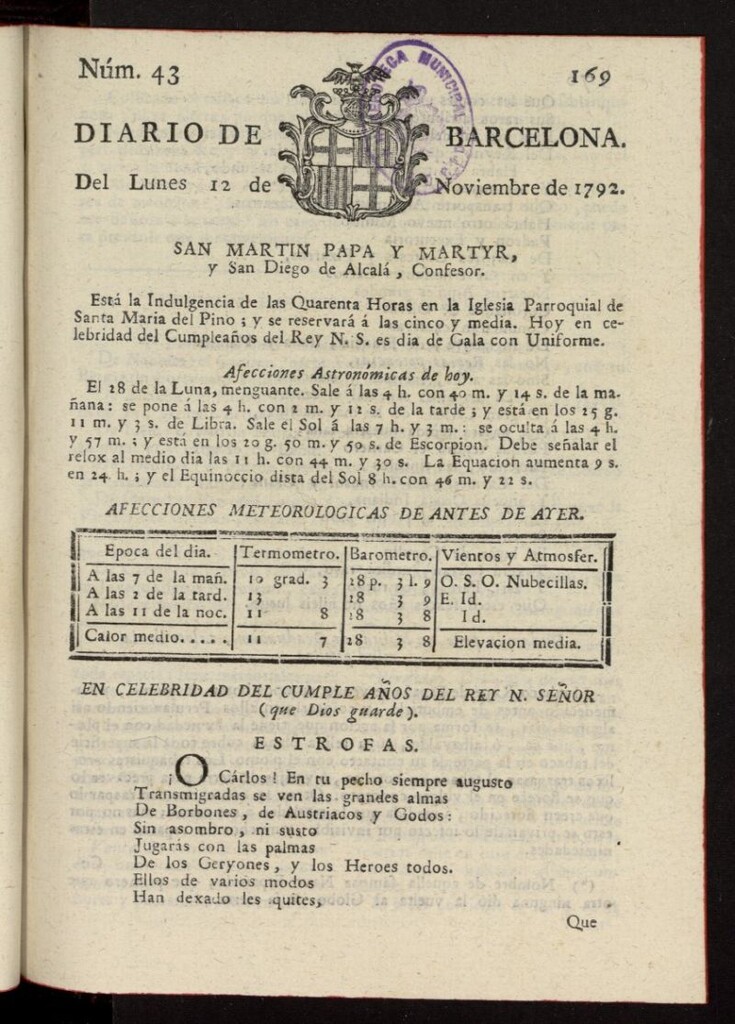 Núm. 43
169
DIARIO DE BARCELONA.
Del Lunes 12 de Noviembre de 1792.
SAN MARTIN PAPA Y MARTYR,
y San Diego de Alcalá, Confesor.
Está la Indulgencia de las Quarenta Horas en la Iglesia Parroquial de
Santa Maria del Pino; y se reservará á las cinco y media. Hoy en ce-
lebridad del Cumpleaños del Rey N. S. es dia de Gala con Uniforme.
Afecciones Astronómicas de hoy.
El 28 de la Luna, menguante. Sale á las 4 h. con 40 m. y 14 s. de la ma-
ñana: se pone á las 4 h. con 2 m. y 12 s. de la tarde; y está en los 25 g.
11 m. y 3 s. de Libra. Sale el Sol á las 7 h. y 3 m.: se oculta á las 4 h.
y 57 m.; y está en los 20 g. 50 m. y 50 s. de Escorpion. Debe señalar el
relox al medio dia las 11 h. con 44 m. y 30 s. La Equacion aumenta 9 s.
en 24 h.; y el Equinoccio dista del Sol 8 h. con 46 m. y 22 s.
AFECCIONES METEOROLOGICAS DE ANTES DE AYER.
Epoca del dia. Termometro. Barometro. Vientos y Atmosfer.
A las 7 de la mañ. 10 grad. 3 28 p. 3 l. 9 O. S. O. Nubecillas.
A las 2 de la tard. 13 28 3 9 E. Id.
A las 11 de la noc. 11 8 28 3 8 Id.
Calor medio..... 11 7 28 3 8 Elevacion media.
EN CELEBRIDAD DEL CUMPLE AÑOS DEL REY N. SEÑOR
(que Dios guarde).
ESTROFAS.
¡O Cárlos! En tu pecho siempre augusto
Transmigradas se ven las grandes almas
De Borbones, de Austriacos y Godos:
Sin asombro, ni susto
Jugarás con las palmas
De los Geryones, y los Heroes todos.
Ellos de varios modos
Han dexado les quites,
Que